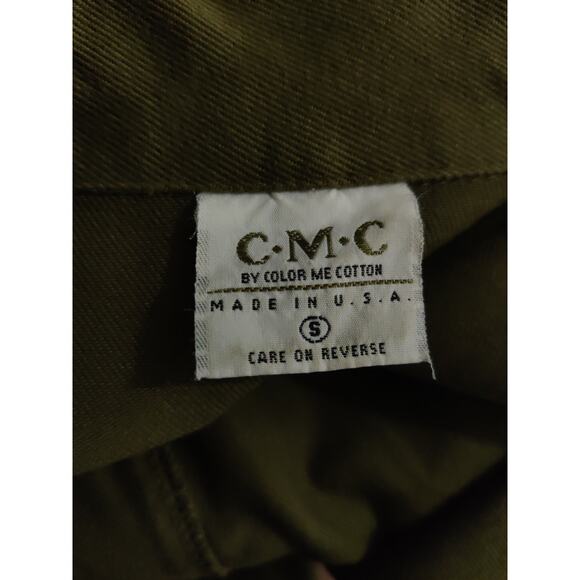 C·M·C
BY COLOR ME COTTON
MADE IN U.S.A.
S
CARE ON REVERSE